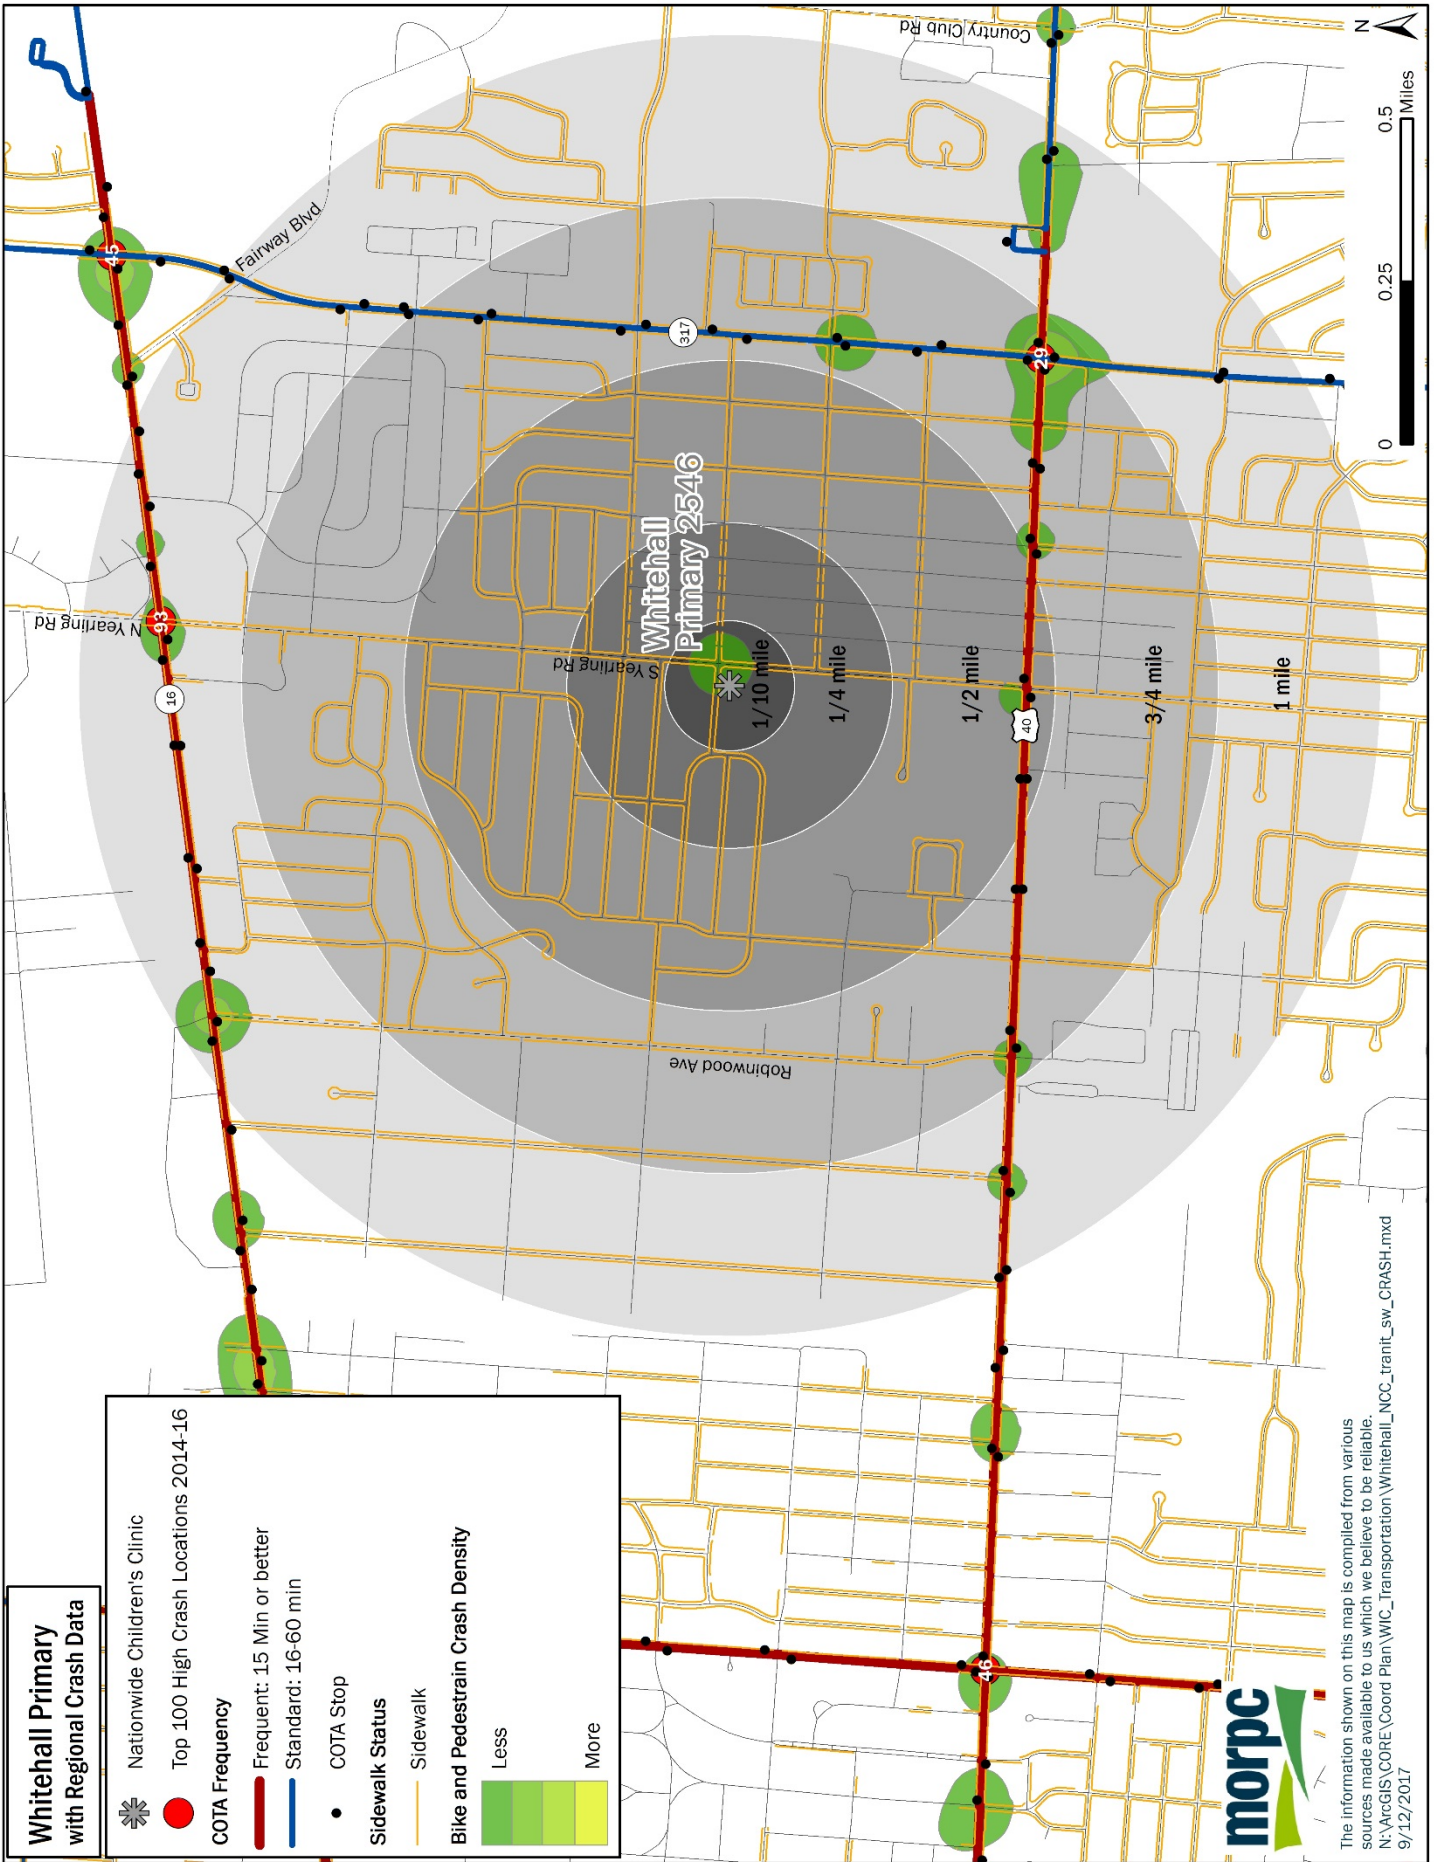 Whitehall Primary
with Regional Crash Data
Nationwide Children's Clinic
Top 100 High Crash Locations 2014-16
COTA Frequency
Frequent: 15 Min or better
Standard: 16-60 min
COTA Stop
Sidewalk Status
Sidewalk
Bike and Pedestrain Crash Density
Less
More
N Yearling Rd
S Yearling Rd
Fairway Blvd
Country Club Rd
Robinwood Ave
Whitehall
Primary 2546
1/10 mile
1/4 mile
1/2 mile
3/4 mile
1 mile
45
93
16
317
29
40
46
N
0
0.25
0.5
Miles
morpc
The information shown on this map is compiled from various
sources made available to us which we believe to be reliable.
N:\ArcGIS\CORE\Coord Plan\WIC_Transportation\Whitehall_NCC_tranit_sw_CRASH.mxd
9/12/2017